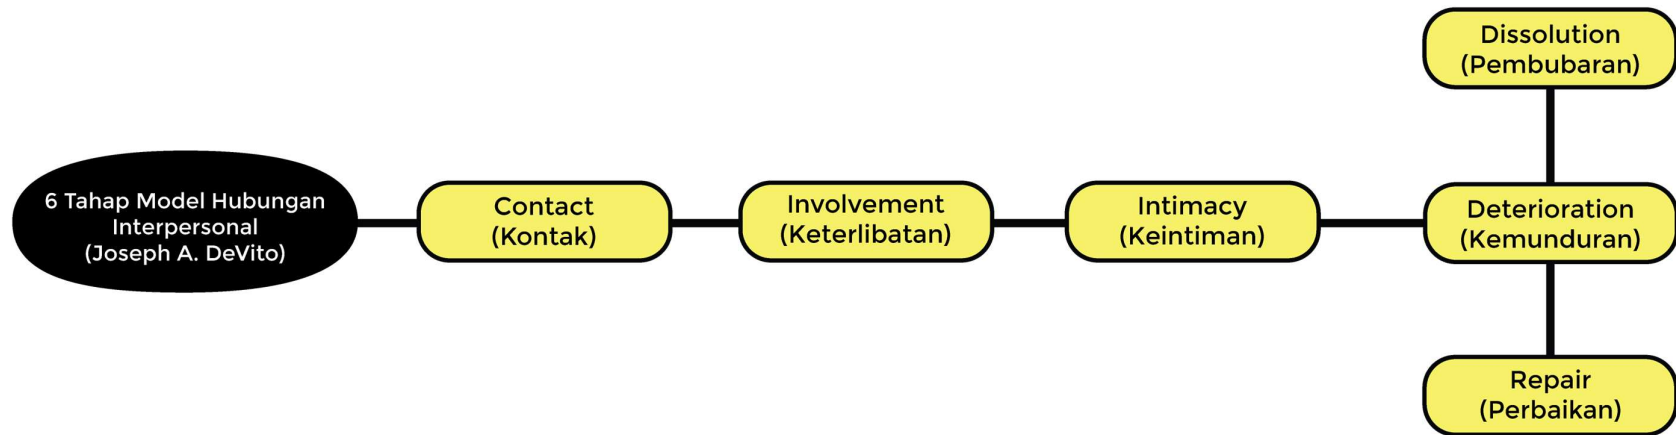 6 Tahap Model Hubungan
Interpersonal
(Joseph A. DeVito)
Contact
(Kontak)
Involvement
(Keterlibatan)
Intimacy
(Keintiman)
Dissolution
(Pembubaran)
Deterioration
(Kemunduran)
Repair
(Perbaikan)